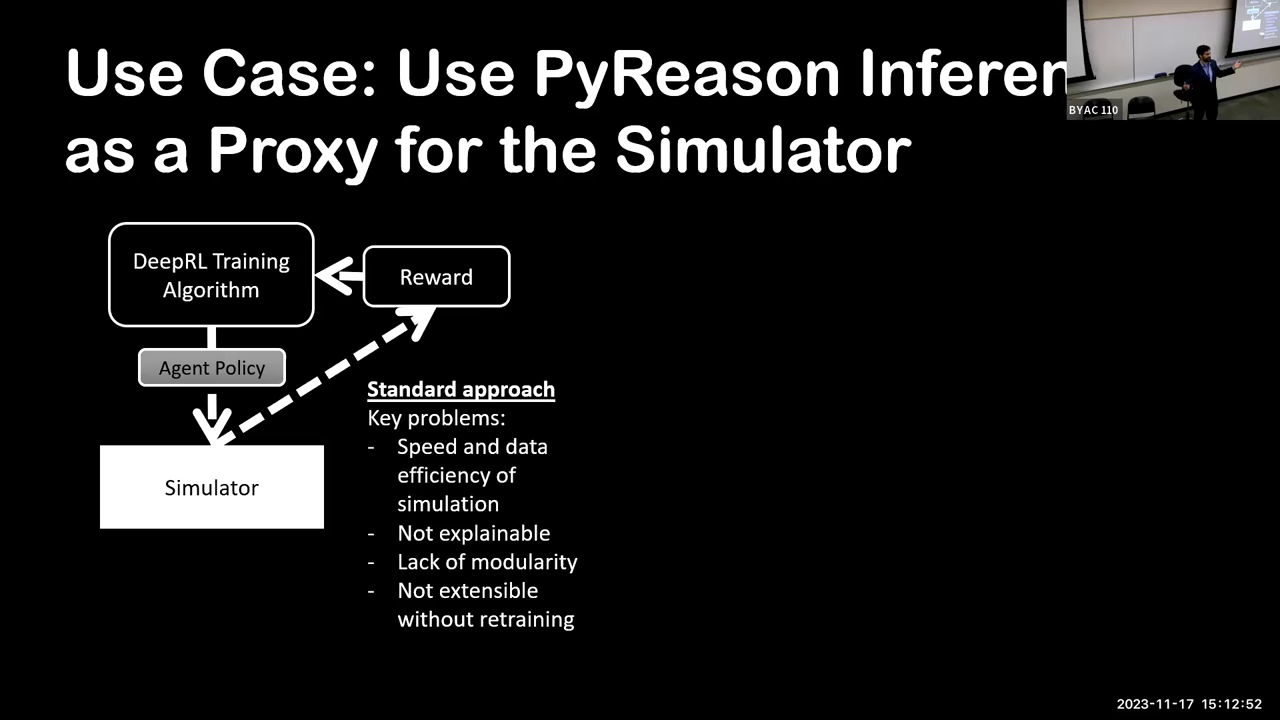 Use Case: Use PyReason Inferen
as a Proxy for the Simulator
BYAC 110
DeepRL Training
Algorithm
Reward
Agent Policy
Simulator
Standard approach
Key problems:
- Speed and data
efficiency of
simulation
- Not explainable
- Lack of modularity
- Not extensible
without retraining
2023-11-17 15:12:52